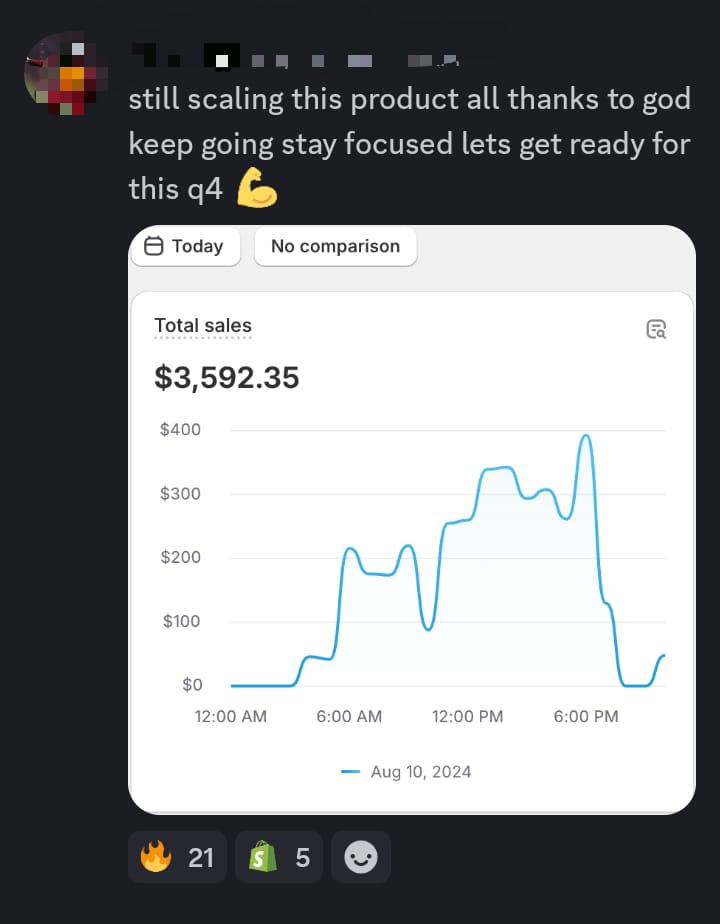 still scaling this product all thanks to god
keep going stay focused lets get ready for
this q4 💪
Today
No comparison
Total sales
$3,592.35
$400
$300
$200
$100
$0
12:00 AM
6:00 AM
12:00 PM
6:00 PM
Aug 10, 2024
🔥 21
5